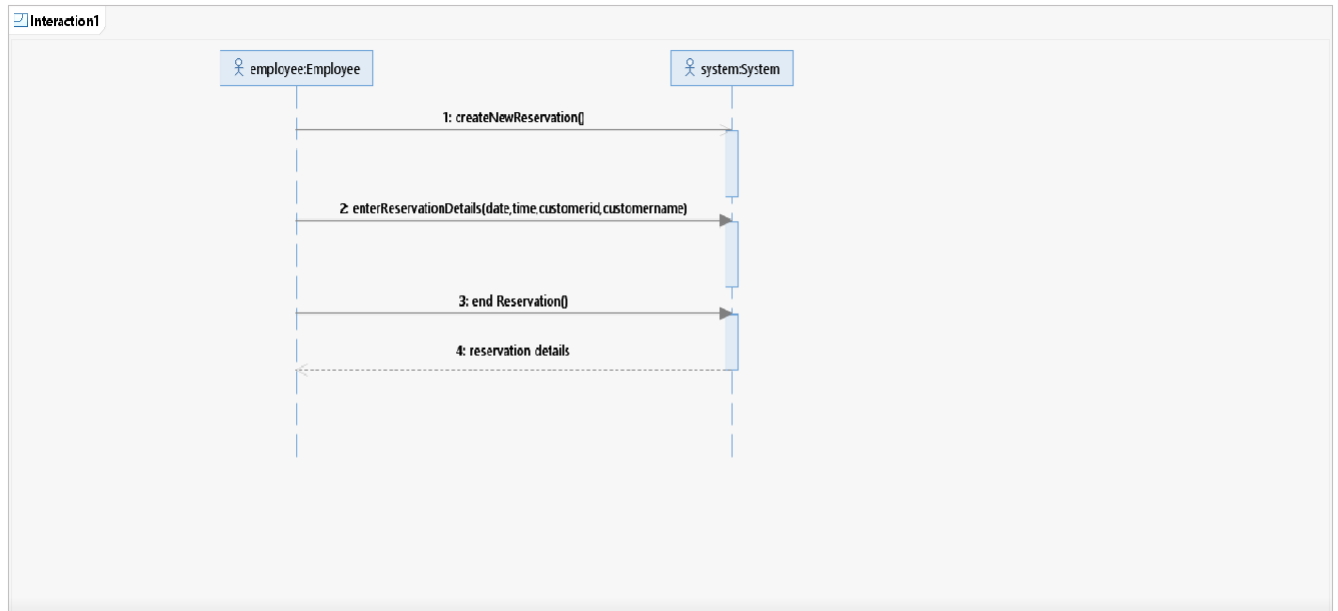 Interaction1
employee:Employee
system:System
1: createNewReservation()
2: enterReservationDetails(date,time,customerid,customername)
3: end Reservation()
4: reservation details